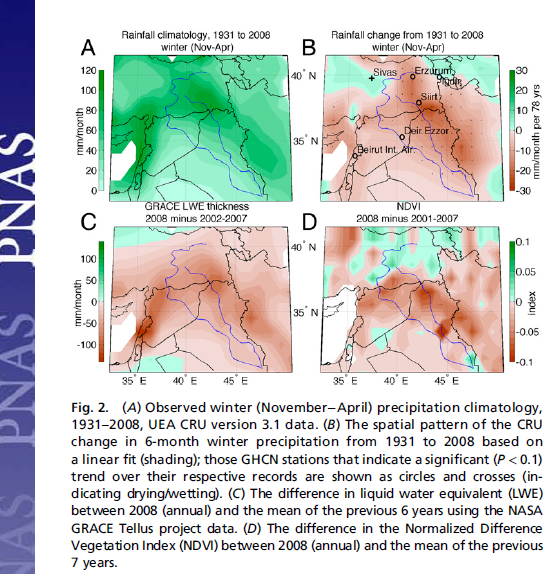 PNAS
PNAS
PNAS
Rainfall climatology, 1931 to 2008
winter (Nov-Apr)
Rainfall change from 1931 to 2008
winter (Nov-Apr)
A
B
120
100
80
60
40
20
0
mm/month
Sivas
Erzurum
Siirt
Deir Ezzor
Beirut Int. Air.
40° N
35° N
30
20
10
0
-10
-20
-30
mm/month per 78 yrs
GRACE LWE thickness
2008 minus 2002-2007
NDVI
2008 minus 2001-2007
C
D
100
50
0
-50
-100
mm/month
40° N
35° N
0.1
0.05
0
-0.05
-0.1
index
35° E
40° E
45° E
35° E
40° E
45° E
Fig. 2. (A) Observed winter (November–April) precipitation climatology,
1931–2008, UEA CRU version 3.1 data. (B) The spatial pattern of the CRU
change in 6-month winter precipitation from 1931 to 2008 based on
a linear fit (shading); those GHCN stations that indicate a significant (P < 0.1)
trend over their respective records are shown as circles and crosses (in-
dicating drying/wetting). (C) The difference in liquid water equivalent (LWE)
between 2008 (annual) and the mean of the previous 6 years using the NASA
GRACE Tellus project data. (D) The difference in the Normalized Difference
Vegetation Index (NDVI) between 2008 (annual) and the mean of the previous
7 years.